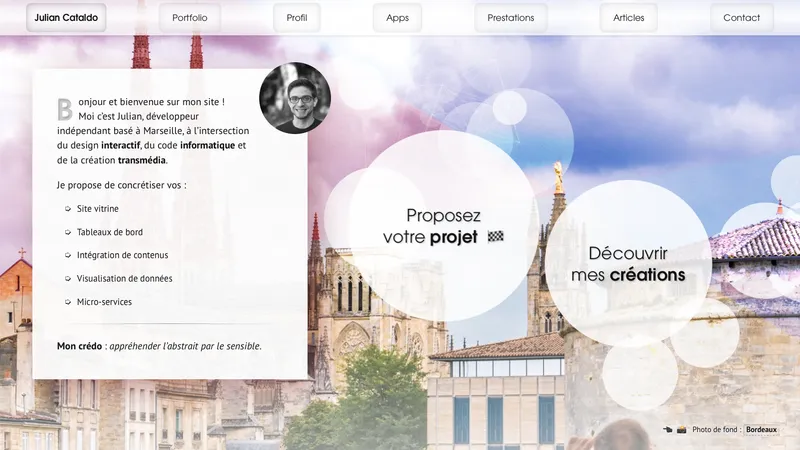 Julian Cataldo
Portfolio
Profil
Apps
Prestations
Articles
Contact
Bonjour et bienvenue sur mon site !
Moi c'est Julian, développeur
indépendant basé à Marseille, à l'intersection
du design interactif, du code informatique et
de la création transmédia.
Je propose de concrétiser vos :
Site vitrine
Tableaux de bord
Intégration de contenus
Visualisation de données
Micro-services
Mon crédo : appréhender l'abstrait par le sensible.
Proposez
votre projet
Découvrir
mes créations
Photo de fond : Bordeaux